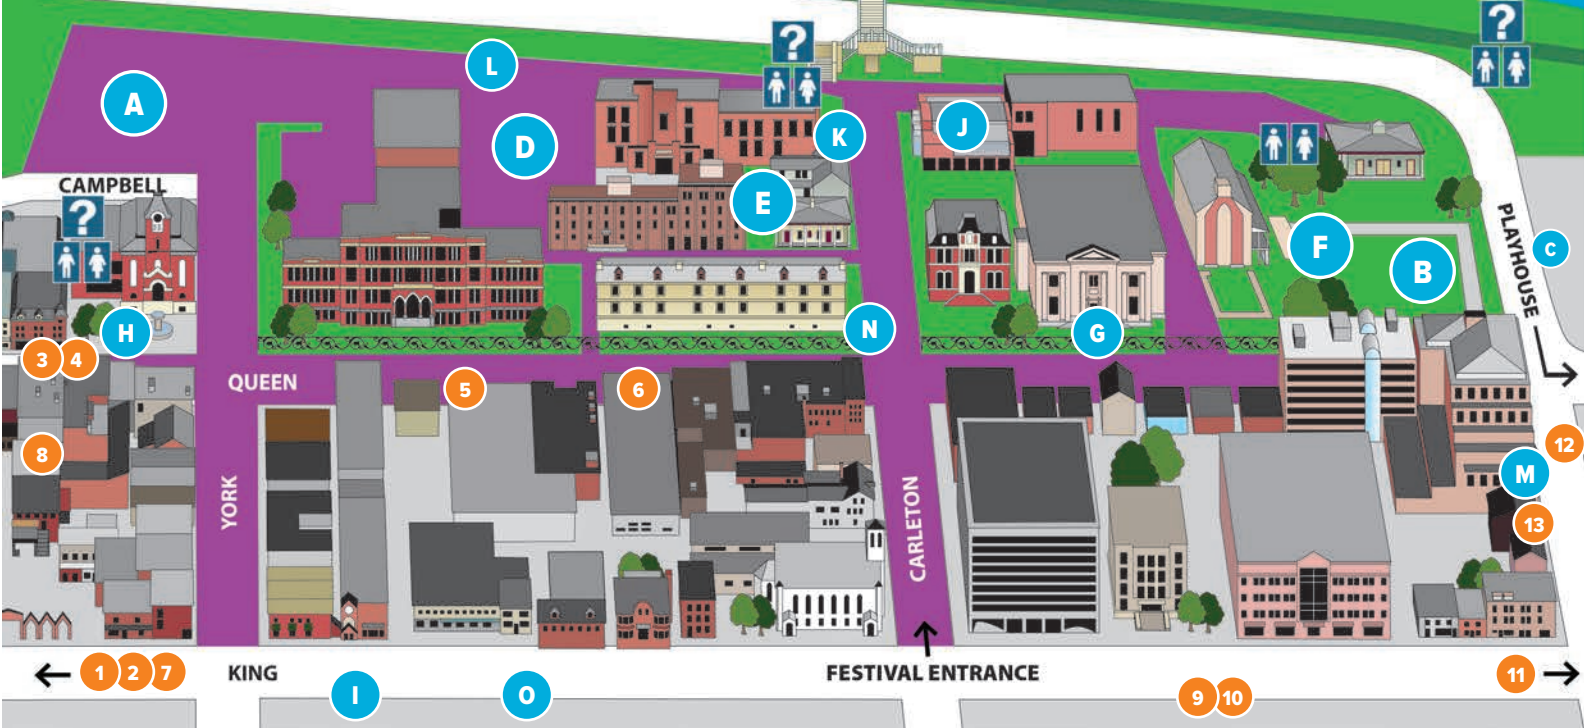 ?
?
L
A
K
J
D
CAMPBELL
?
E
PLAYHOUSE
F
C
B
H
N
G
3 4
QUEEN
5
6
8
12
M
YORK
CARLETON
13
1 2 7
KING
FESTIVAL ENTRANCE
11
I
O
9 10